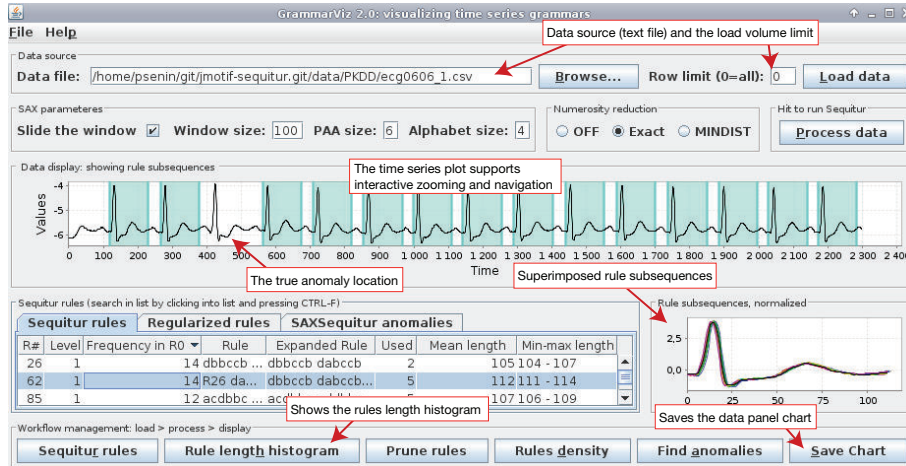 GrammarViz 2.0: visualizing time series grammars
File Help
Data source (text file) and the load volume limit
Data source
Data file: /home/psenin/git/jmotif-sequitur.git/data/PKDD/ecg0606_1.csv Browse... Row limit (0=all): 0 Load data
SAX parameteres Numerosity reduction Hit to run Sequitur
Slide the window Window size: 100 PAA size: 6 Alphabet size: 4 OFF Exact MINDIST Process data
Data display: showing rule subsequences
The time series plot supports
interactive zooming and navigation
Values
-4
-5
-6
0 100 200 300 400 500 600 700 800 900 1 000 1 100 1 200 1 300 1 400 1 500 1 600 1 700 1 800 1 900 2 000 2 100 2 200 2 300 2 400
Time
The true anomaly location
Superimposed rule subsequences
Sequitur rules (search in list by clicking into list and pressing CTRL-F)
Rule subsequences, normalized
Sequitur rules Regularized rules SAXSequitur anomalies
R# Level Frequency in R0 Rule Expanded Rule Used Mean length Min-max length
26 1 14 dbbccb ... dbbccb dabccb 2 105 104 - 107
62 1 14 R26 da... dbbccb dabccb... 5 112 111 - 114
85 1 12 acdbbc ... 107 106 - 109
2,5
0,0
0 25 50 75 100
Shows the rules length histogram
Saves the data panel chart
Workflow management: load > process > display
Sequitur rules Rule length histogram Prune rules Rules density Find anomalies Save Chart